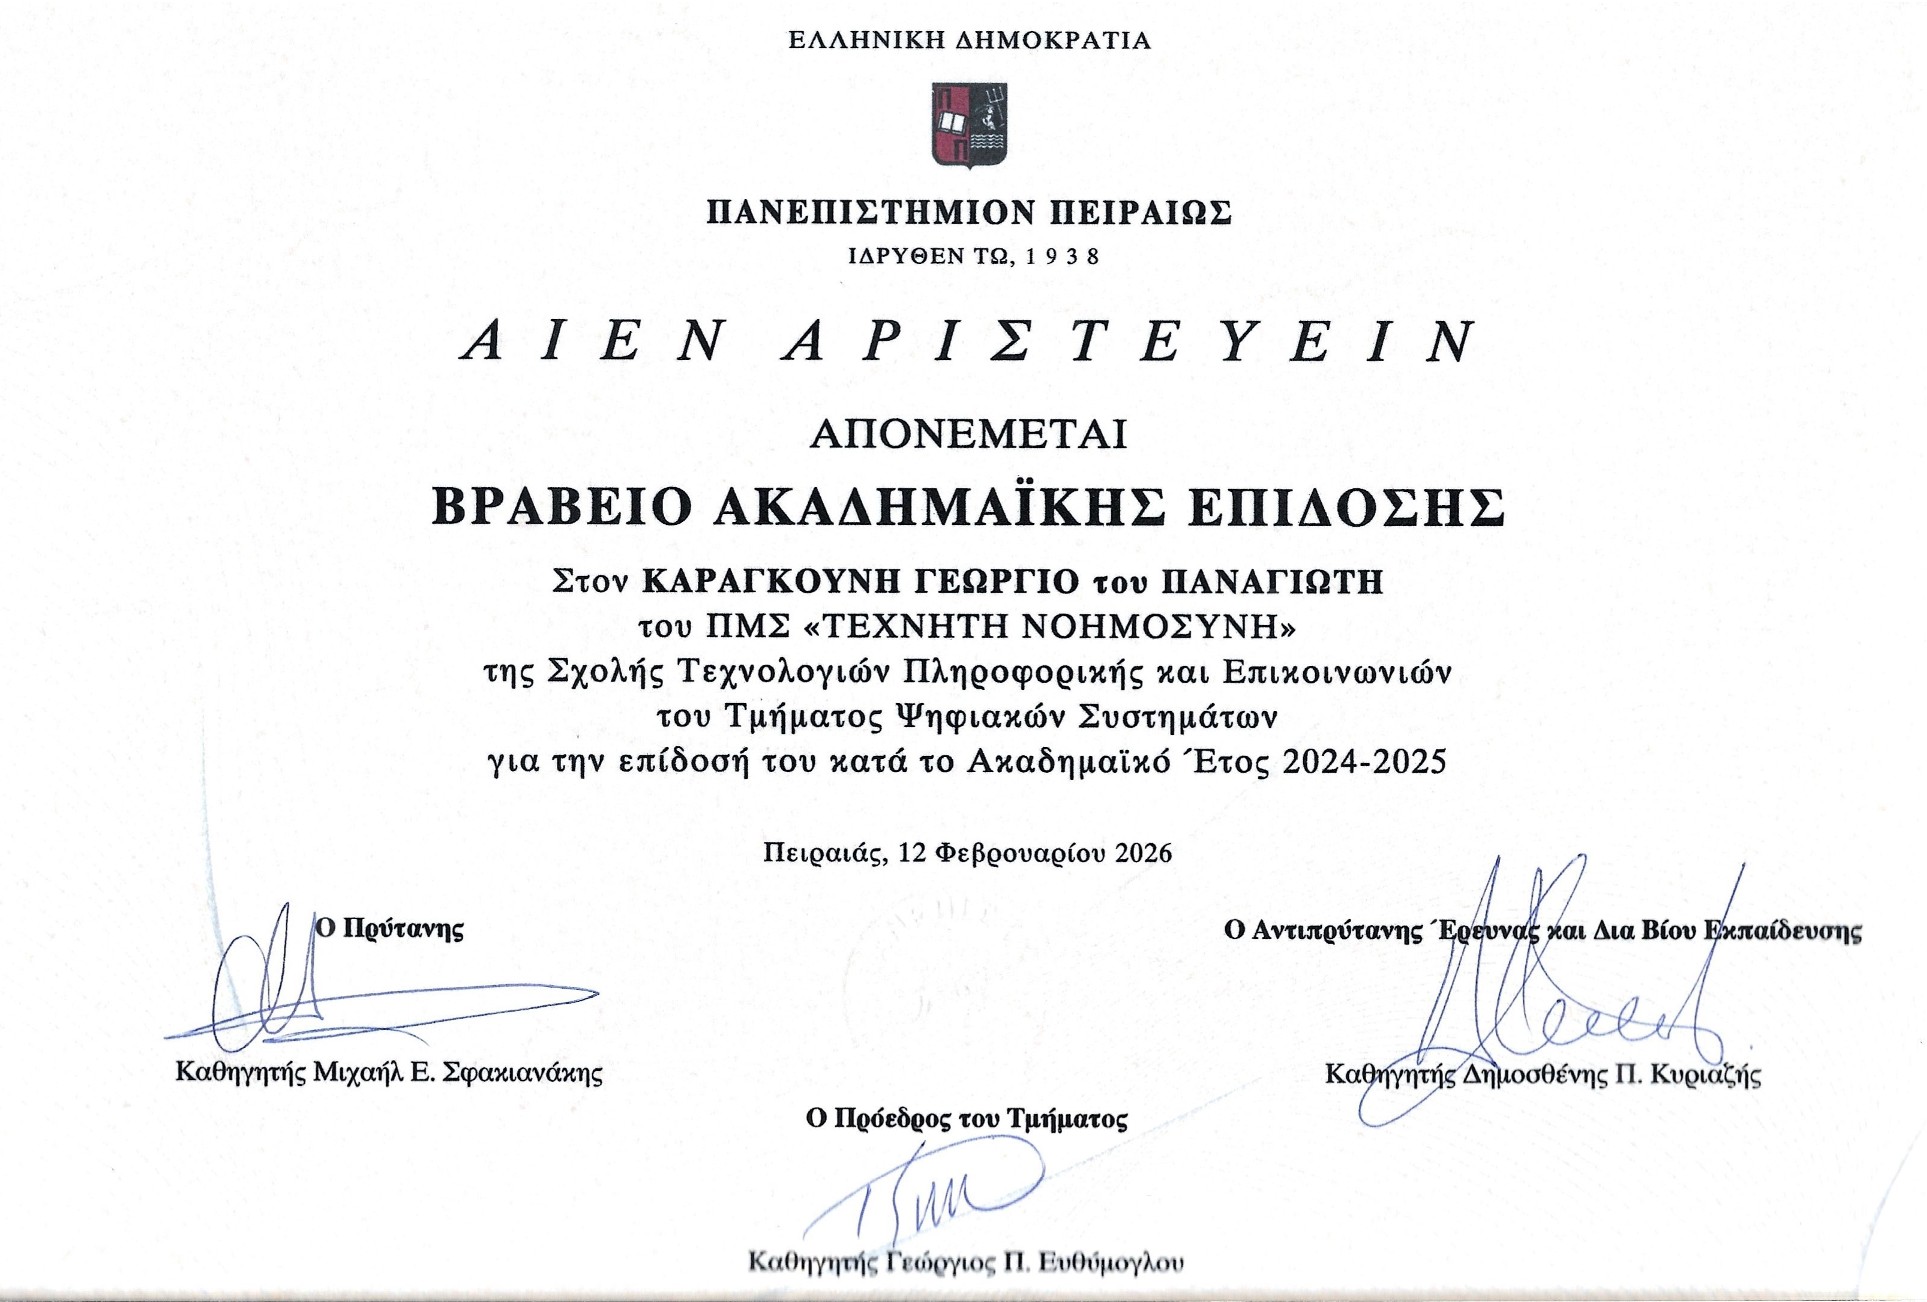 ΕΛΛΗΝΙΚΗ ΔΗΜΟΚΡΑΤΙΑ
ΠΑΝΕΠΙΣΤΗΜΙΟΝ ΠΕΙΡΑΙΩΣ
ΙΔΡΥΘΕΝ ΤΩ, 1 9 3 8
ΑΙΕΝ ΑΡΙΣΤΕΥΕΙΝ
ΑΠΟΝΕΜΕΤΑΙ
ΒΡΑΒΕΙΟ ΑΚΑΔΗΜΑΪΚΗΣ ΕΠΙΔΟΣΗΣ
Στον ΚΑΡΑΓΚΟΥΝΗ ΓΕΩΡΓΙΟ του ΠΑΝΑΓΙΩΤΗ
του ΠΜΣ «ΤΕΧΝΗΤΗ ΝΟΗΜΟΣΥΝΗ»
της Σχολής Τεχνολογιών Πληροφορικής και Επικοινωνιών
του Τμήματος Ψηφιακών Συστημάτων
για την επίδοσή του κατά το Ακαδημαϊκό Έτος 2024-2025
Πειραιάς, 12 Φεβρουαρίου 2026
Ο Πρύτανης
Ο Αντιπρύτανης Έρευνας και Δια Βίου Εκπαίδευσης
Καθηγητής Μιχαήλ Ε. Σφακιανάκης
Καθηγητής Δημοσθένης Π. Κυριαζής
Ο Πρόεδρος του Τμήματος
Καθηγητής Γεώργιος Π. Ευθύμογλου